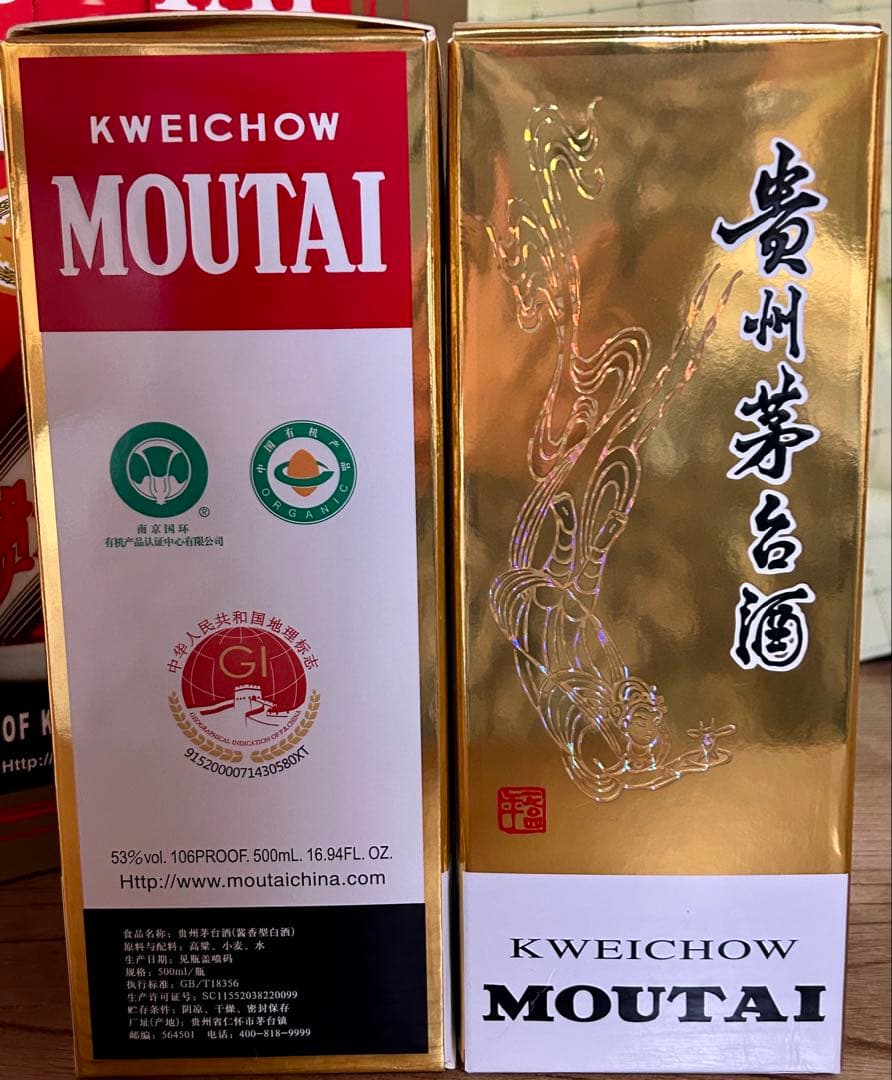 KWEICHOW
MOUTAI
南京国环
有机产品认证中心有限公司
®
中国有机产品
ORGANIC
中华人民共和国地理标志
GI
GEOGRAPHICAL INDICATION OF P.R.CHINA
91520000714305​80XT
53%vol. 106PROOF. 500mL. 16.94FL. OZ.
Http://www.moutaichina.com
食品名称：贵州茅台酒(酱香型白酒)
原料与配料：高粱、小麦、水
生产日期：见瓶盖喷码
规格：500ml/瓶
执行标准：GB/T18356
生产许可证号：SC11552038220099
贮存条件：阴凉、干燥、密封保存
厂址(产地)：贵州省仁怀市茅台镇
邮编：564501 电话：400-818-9999
貴州茅台酒
KWEICHOW
MOUTAI
TAI
OF K
Http:/